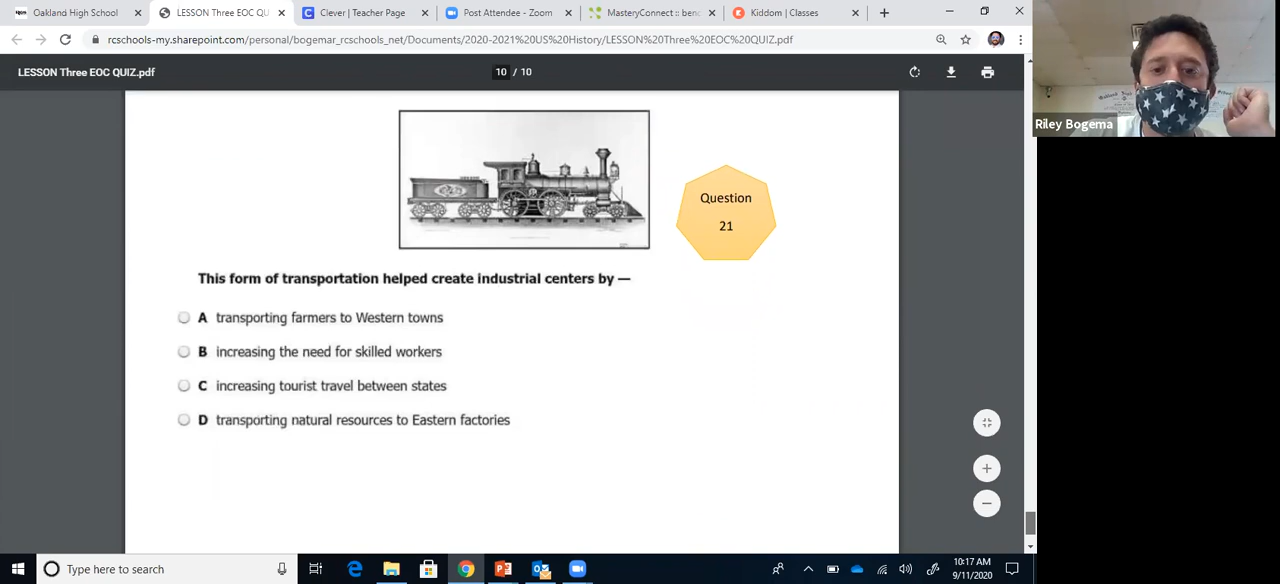 Oakland High School
LESSON Three EOC QU
Clever | Teacher Page
Post Attendee - Zoom
MasteryConnect :: benc
Kiddom | Classes
rcschools-my.sharepoint.com/personal/bogemar_rcschools_net/Documents/2020-2021%20US%20History/LESSON%20Three%20EOC%20QUIZ.pdf
LESSON Three EOC QUIZ.pdf
10 / 10
Riley Bogema
Question
21
This form of transportation helped create industrial centers by —
A transporting farmers to Western towns
B increasing the need for skilled workers
C increasing tourist travel between states
D transporting natural resources to Eastern factories
Type here to search
10:17 AM
9/11/2020